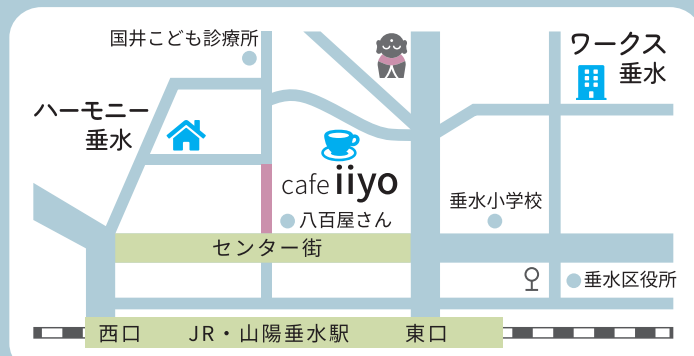 国井こども診療所
ワークス
垂水
ハーモニー
垂水
cafe iiyo
垂水小学校
八百屋さん
センター街
垂水区役所
西口 JR・山陽垂水駅 東口